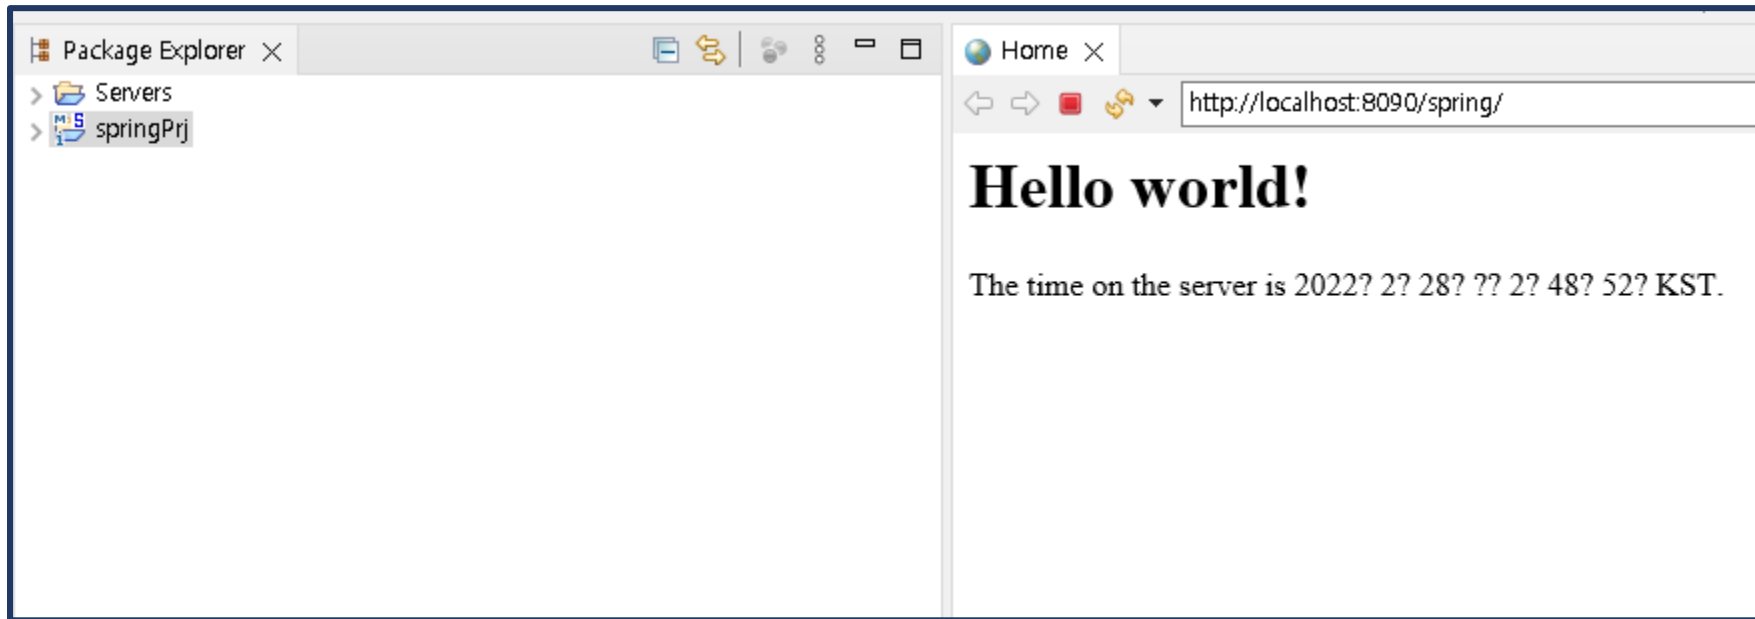 Package Explorer
Servers
springPrj
Home
http://localhost:8090/spring/
Hello world!
The time on the server is 2022? 2? 28? ?? 2? 48? 52? KST.